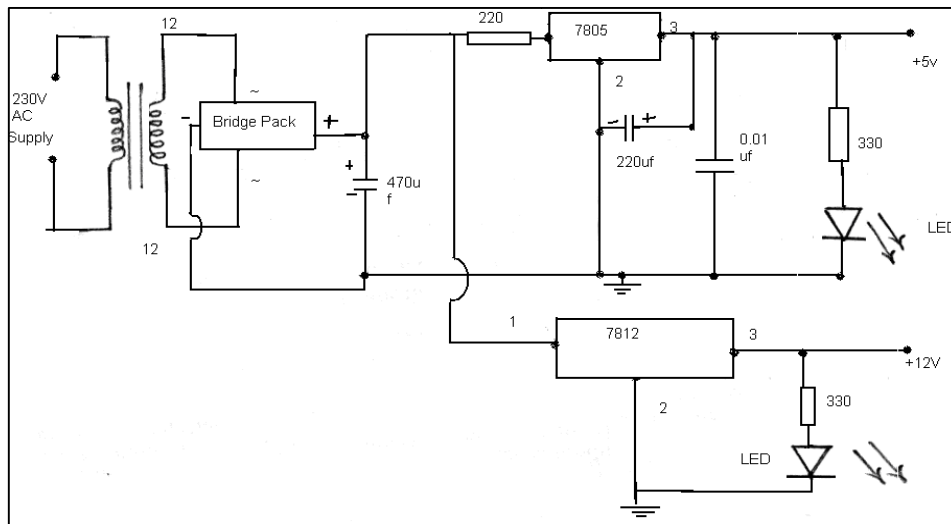 12
220
7805
3
+5v
230V
AC
Supply
~
- Bridge Pack +
2
- +
220uf
0.01
uf
330
+
-
470u
f
~
12
LED
1
7812
3
+12V
2
330
LED